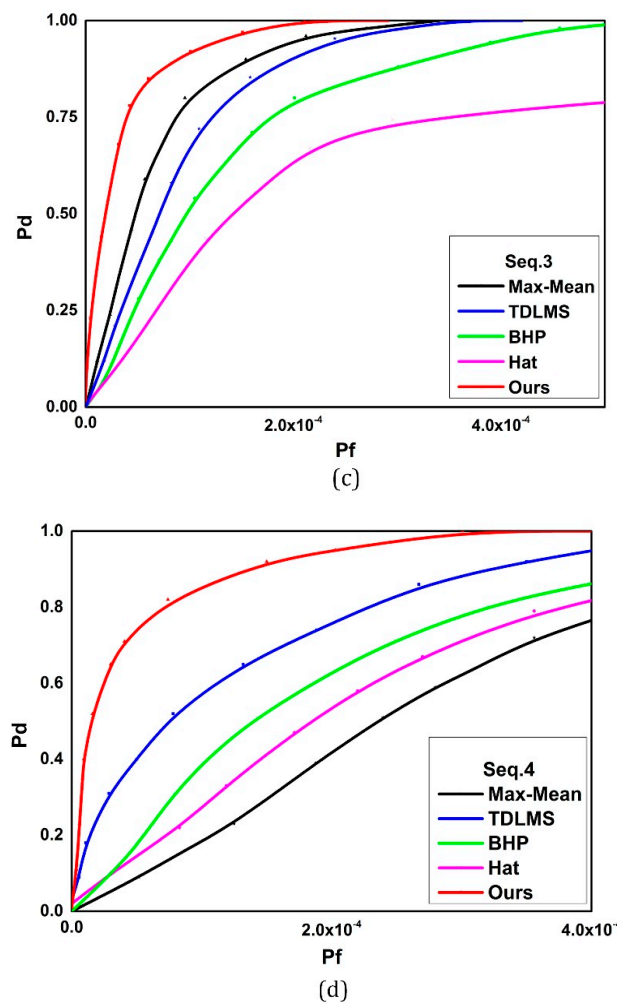 1.00
0.75
0.50
0.25
0.00
Pd
Seq.3
Max-Mean
TDLMS
BHP
Hat
Ours
0.0
2.0x10⁻⁴
4.0x10⁻⁴
Pf
(c)
1.0
0.8
0.6
0.4
0.2
0.0
Pd
Seq.4
Max-Mean
TDLMS
BHP
Hat
Ours
0.0
2.0x10⁻⁴
4.0x10⁻
Pf
(d)